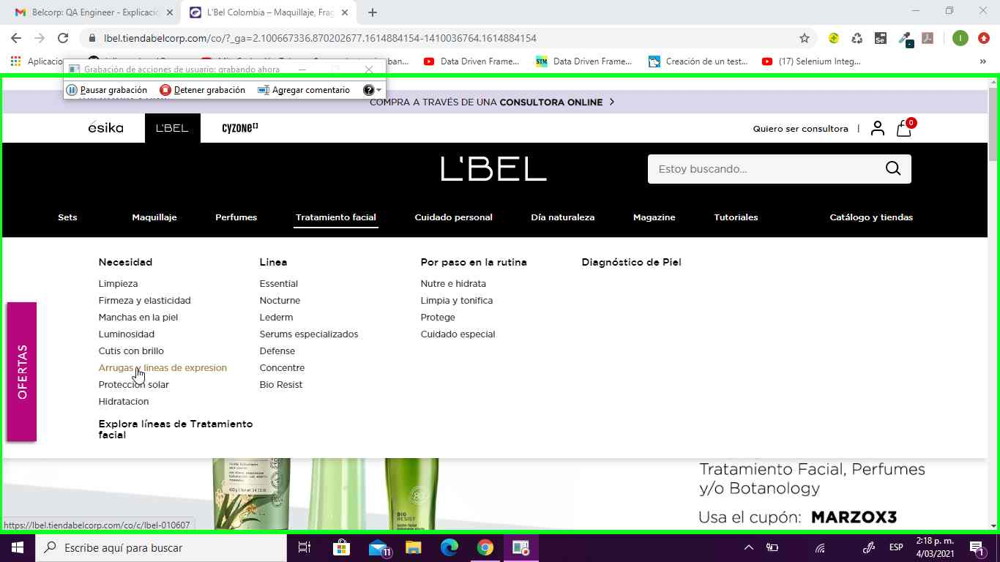 Belcorp: QA Engineer - Explicació
L'Bel Colombia – Maquillaje, Frag
lbel.tiendabelcorp.com/co/?_ga=2.100667336.870202677.1614884154-1410036764.1614884154
Aplicacio
ban...
Data Driven Frame...
Data Driven Frame...
Creación de un test...
(17) Selenium Integ...
»
Grabación de acciones de usuario: grabando ahora
Pausar grabación
Detener grabación
Agregar comentario
COMPRA A TRAVÉS DE UNA CONSULTORA ONLINE >
ésika
L'BEL
cyzone[]
Quiero ser consultora |
0
L'BEL
Estoy buscando...
Sets
Maquillaje
Perfumes
Tratamiento facial
Cuidado personal
Día naturaleza
Magazine
Tutoriales
Catálogo y tiendas
Necesidad
Limpieza
Firmeza y elasticidad
Manchas en la piel
Luminosidad
Cutis con brillo
Arrugas y lineas de expresion
Proteccion solar
Hidratacion
Explora líneas de Tratamiento
facial
Linea
Essential
Nocturne
Lederm
Serums especializados
Defense
Concentre
Bio Resist
Por paso en la rutina
Nutre e hidrata
Limpia y tonifica
Protege
Cuidado especial
Diagnóstico de Piel
OFERTAS
BIO
RESIST
Tratamiento Facial, Perfumes
y/o Botanology
Usa el cupón: MARZOX3
https://lbel.tiendabelcorp.com/co/c/lbel-010607
Escribe aquí para buscar
11
ESP
2:18 p. m.
4/03/2021
1